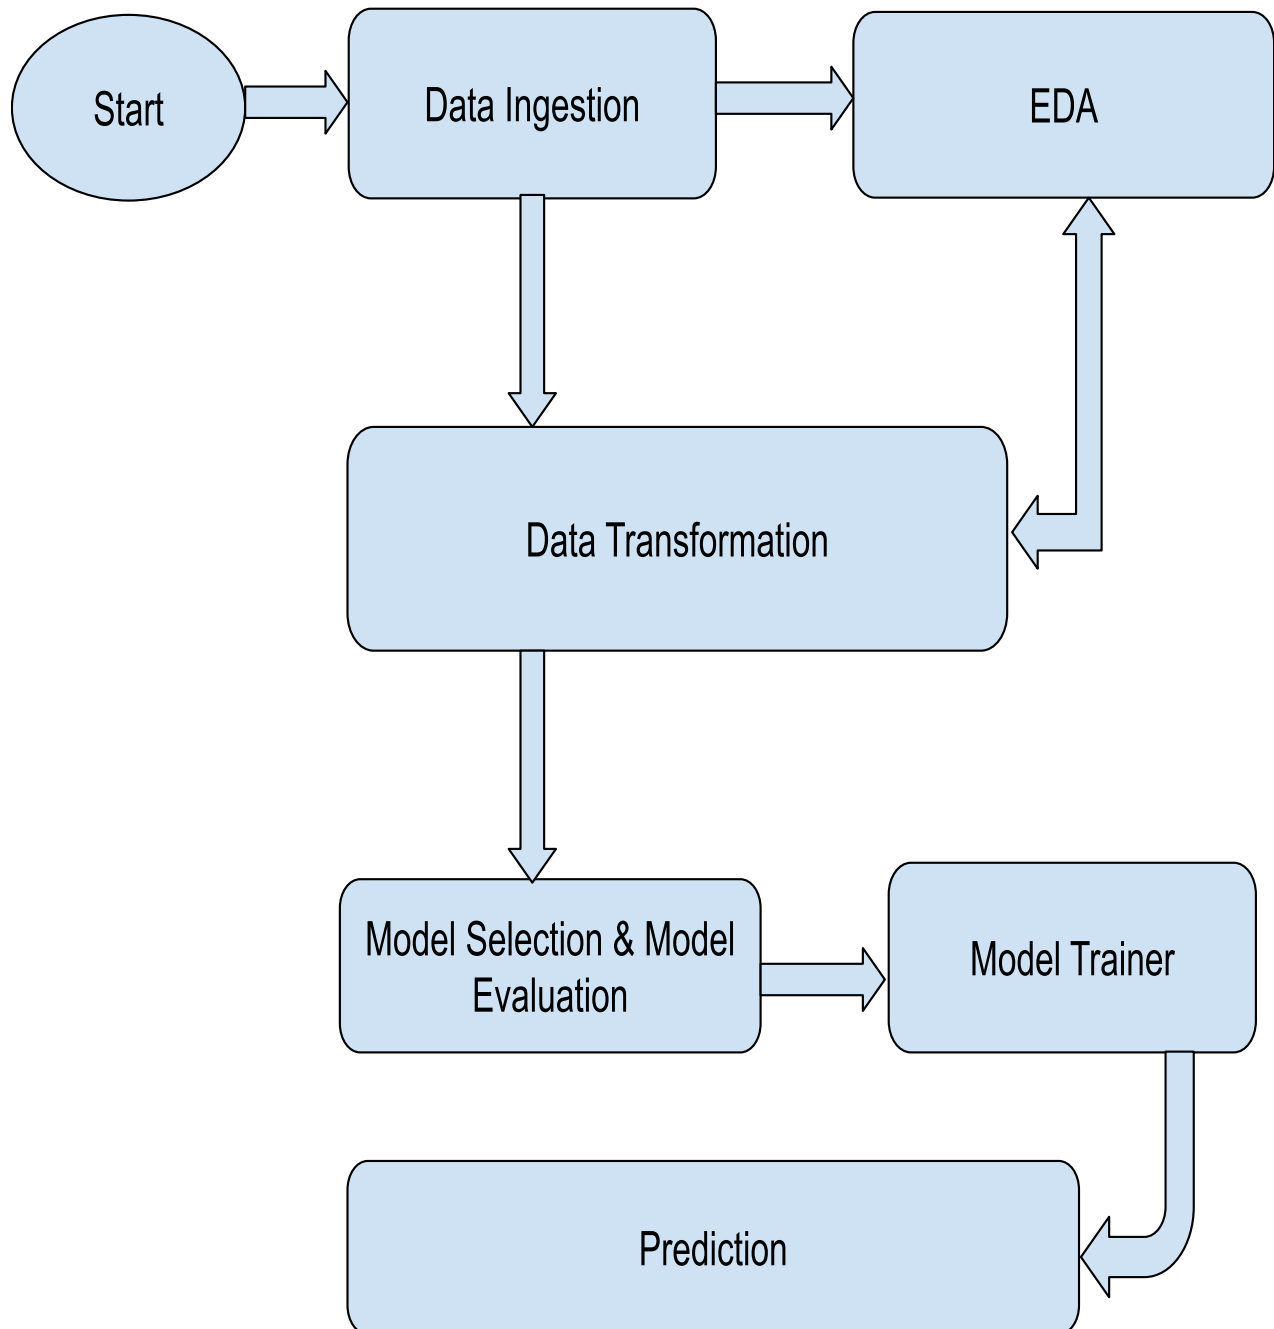 Start
Data Ingestion
EDA
Data Transformation
Model Selection & Model
Evaluation
Model Trainer
Prediction